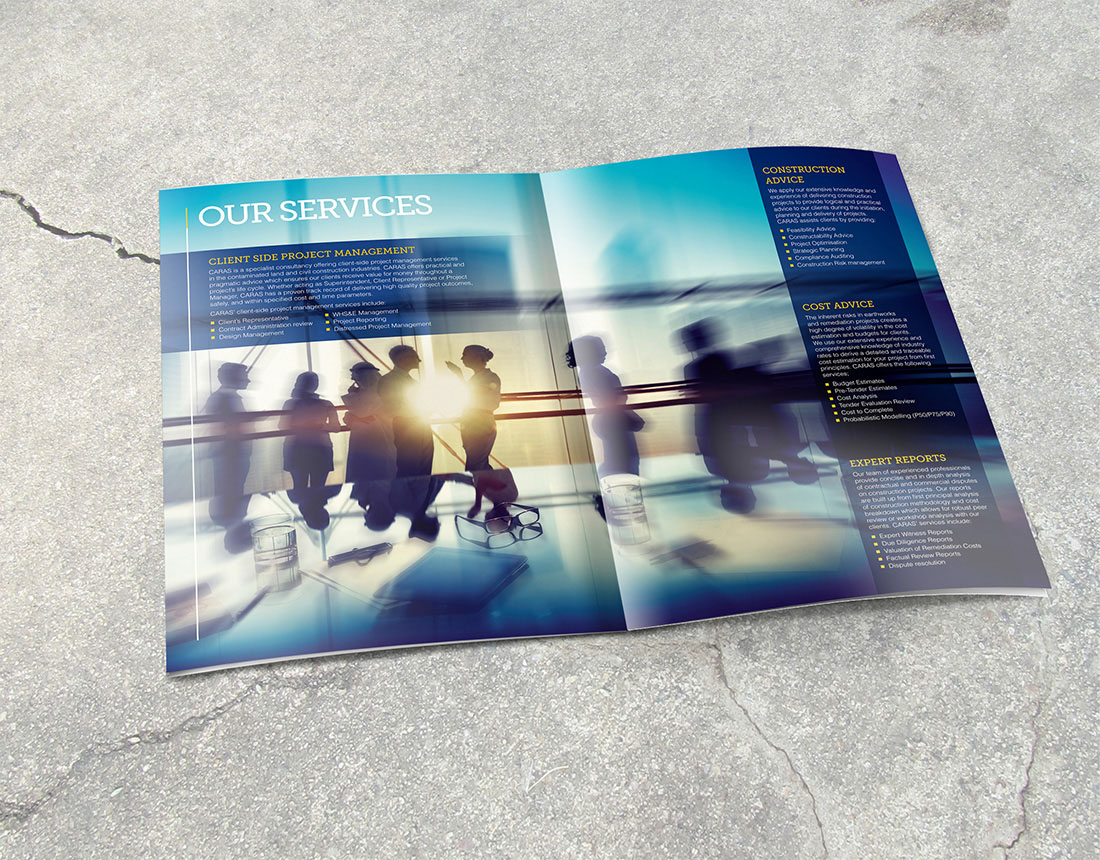 OUR SERVICES
CLIENT SIDE PROJECT MANAGEMENT
CARAS is a specialist consultancy offering client-side project management services
in the contaminated land and civil construction industries. CARAS offers practical and
pragmatic advice which ensures our clients receive value for money throughout a
project's life cycle. Whether acting as Superintendent, Client Representative or Project
Manager, CARAS has a proven track record of delivering high quality project outcomes,
safely, and within specified cost and time parameters.
CARAS' client-side project management services include:
Client's Representative
Contract Administration review
Design Management
WHS&E Management
Project Reporting
Distressed Project Management
CONSTRUCTION
ADVICE
We apply our extensive knowledge and
experience of delivering construction
projects to provide logical and practical
advice to our clients during the initiation,
planning and delivery of projects.
CARAS assists clients by providing:
Feasibility Advice
Constructability Advice
Project Optimisation
Strategic Planning
Compliance Auditing
Construction Risk management
COST ADVICE
The inherent risks in earthworks
and remediation projects creates a
high degree of volatility in the cost
estimation and budgets for clients.
We use our extensive experience and
comprehensive knowledge of industry
rates to derive a detailed and traceable
cost estimation for your project from first
principles. CARAS offers the following
services:
Budget Estimates
Pre-Tender Estimates
Cost Analysis
Tender Evaluation Review
Cost to Complete
Probabilistic Modelling (P50/P75/P90)
EXPERT REPORTS
Our team of experienced professionals
provide concise and in depth analysis
of contractual and commercial disputes
on construction projects. Our reports
are built up from first principal analysis
of construction methodology and cost
breakdown which allows for robust peer
review or workshop analysis with our
clients. CARAS' services include:
Expert Witness Reports
Due Diligence Reports
Valuation of Remediation Costs
Factual Review Reports
Dispute resolution